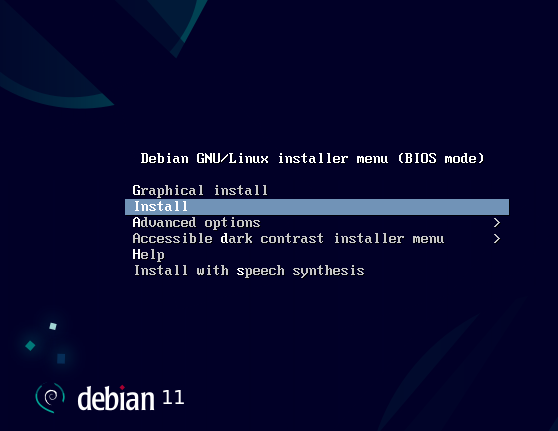 Debian GNU/Linux installer menu (BIOS mode)
Graphical install
Install
Advanced options >
Accessible dark contrast installer menu >
Help
Install with speech synthesis
debian 11